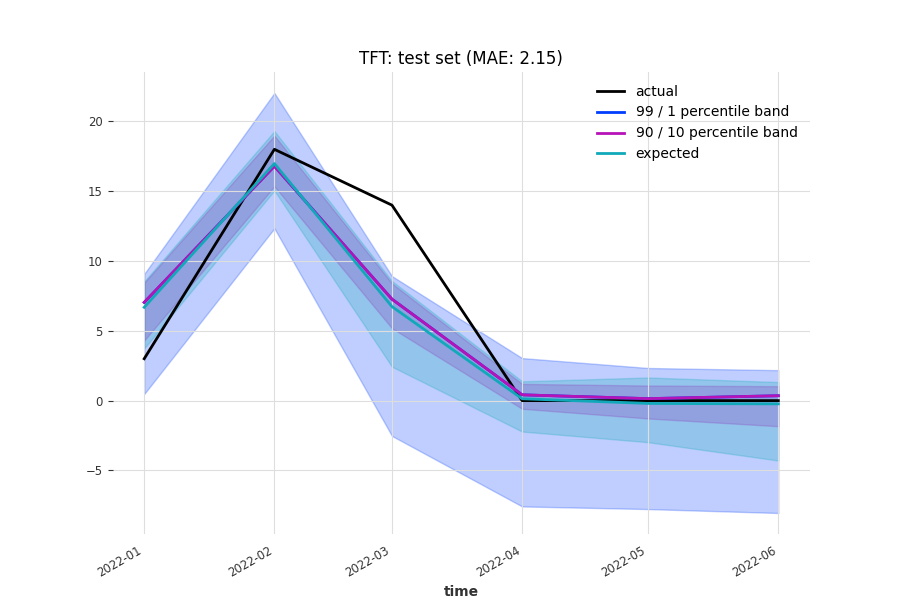 TFT: test set (MAE: 2.15)
actual
99 / 1 percentile band
90 / 10 percentile band
expected
20
15
10
5
0
−5
2022-01
2022-02
2022-03
2022-04
2022-05
2022-06
time